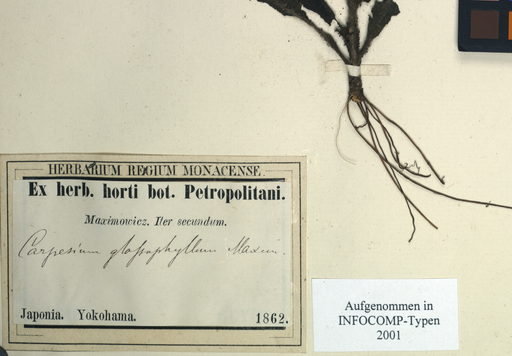 HERBARIUM REGIUM MONACENSE.
Ex herb. horti bot. Petropolitani.
Maximowicz. Iter secundum.
Carpesium glossophyllum Maxim.
Japonia. Yokohama. 1862.
Aufgenommen in
INFOCOMP-Typen
2001